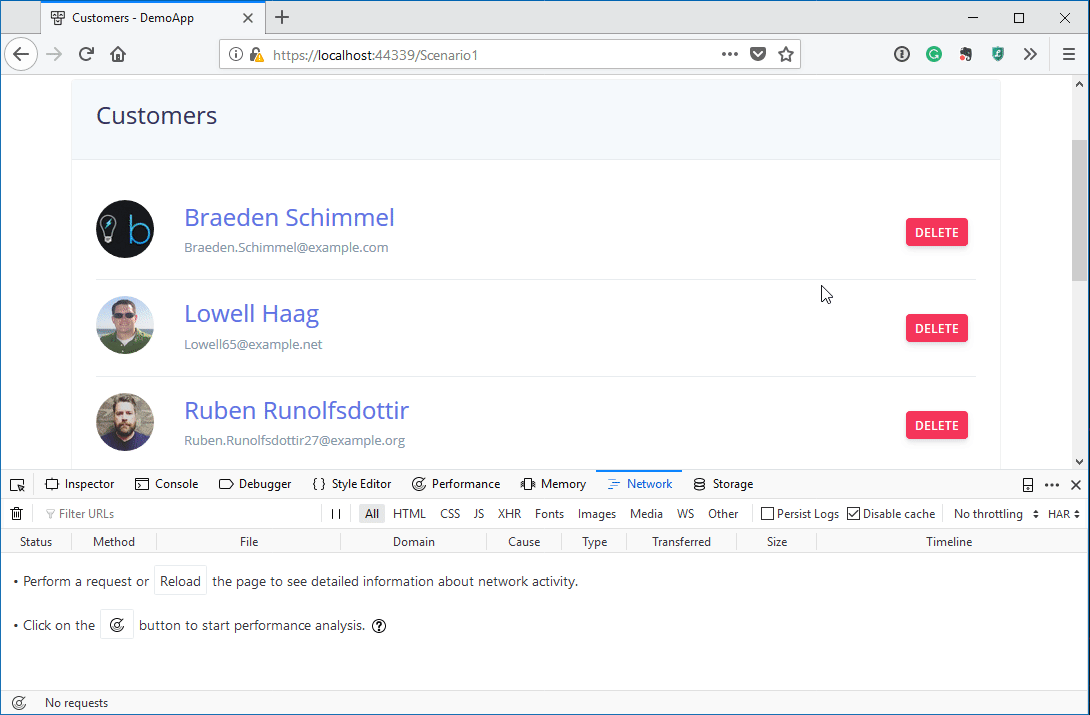 Customers - DemoApp
https://localhost:44339/Scenario1
Customers
b
Braeden Schimmel
Braeden.Schimmel@example.com
DELETE
Lowell Haag
Lowell65@example.net
DELETE
Ruben Runolfsdottir
Ruben.Runolfsdottir27@example.org
DELETE
Inspector Console Debugger Style Editor Performance Memory Network Storage
Filter URLs All HTML CSS JS XHR Fonts Images Media WS Other Persist Logs Disable cache No throttling HAR
Status Method File Domain Cause Type Transferred Size Timeline
• Perform a request or Reload the page to see detailed information about network activity.
• Click on the button to start performance analysis.
No requests